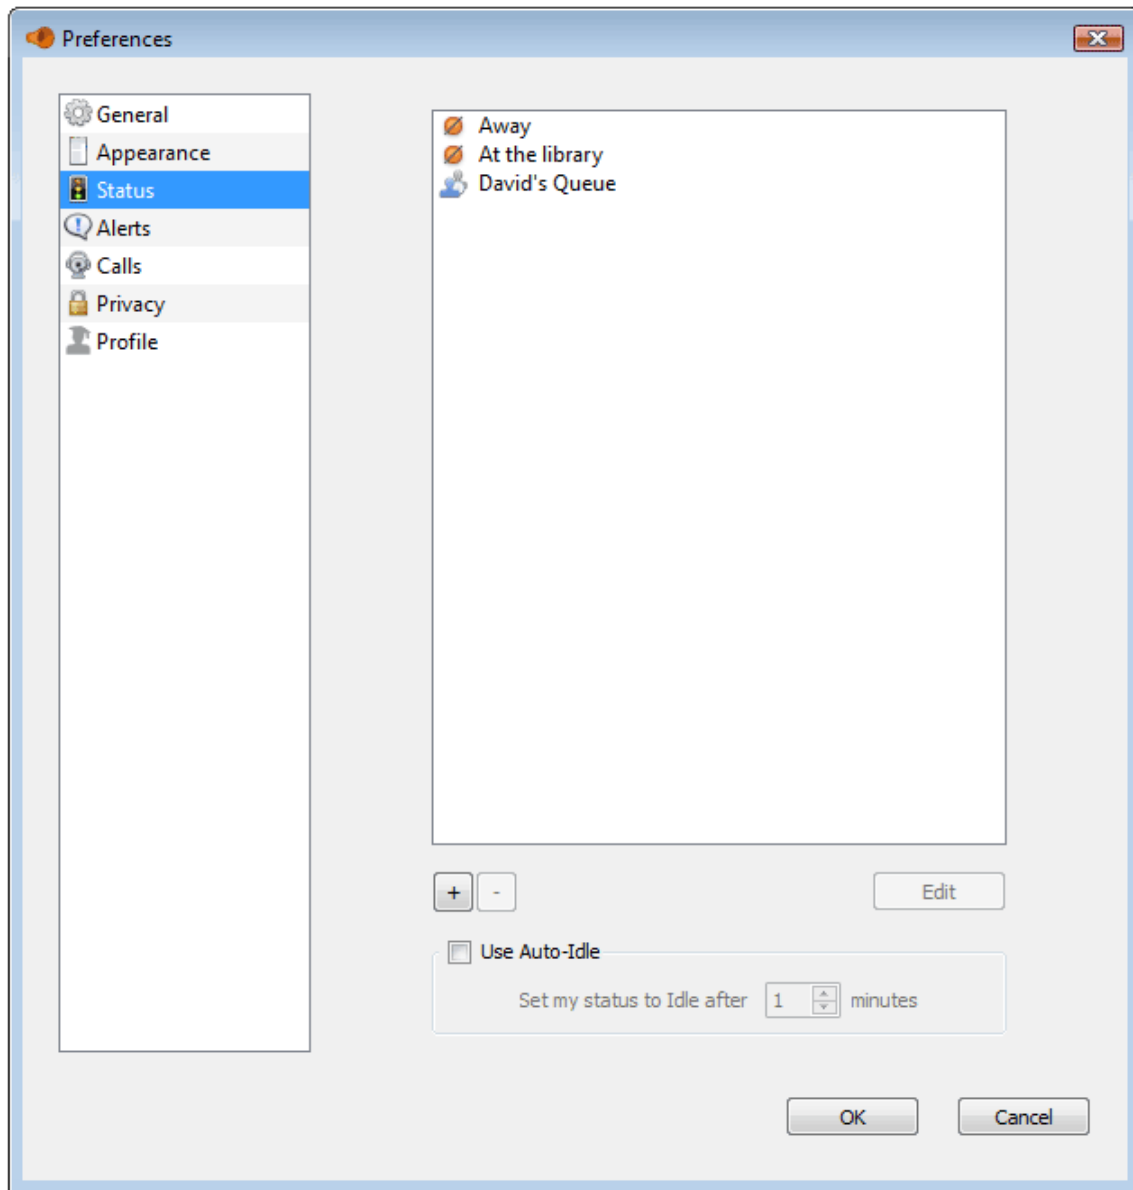 Preferences
General
Appearance
Status
Alerts
Calls
Privacy
Profile
Away
At the library
David's Queue
+ -
Edit
Use Auto-Idle
Set my status to Idle after 1 minutes
OK Cancel